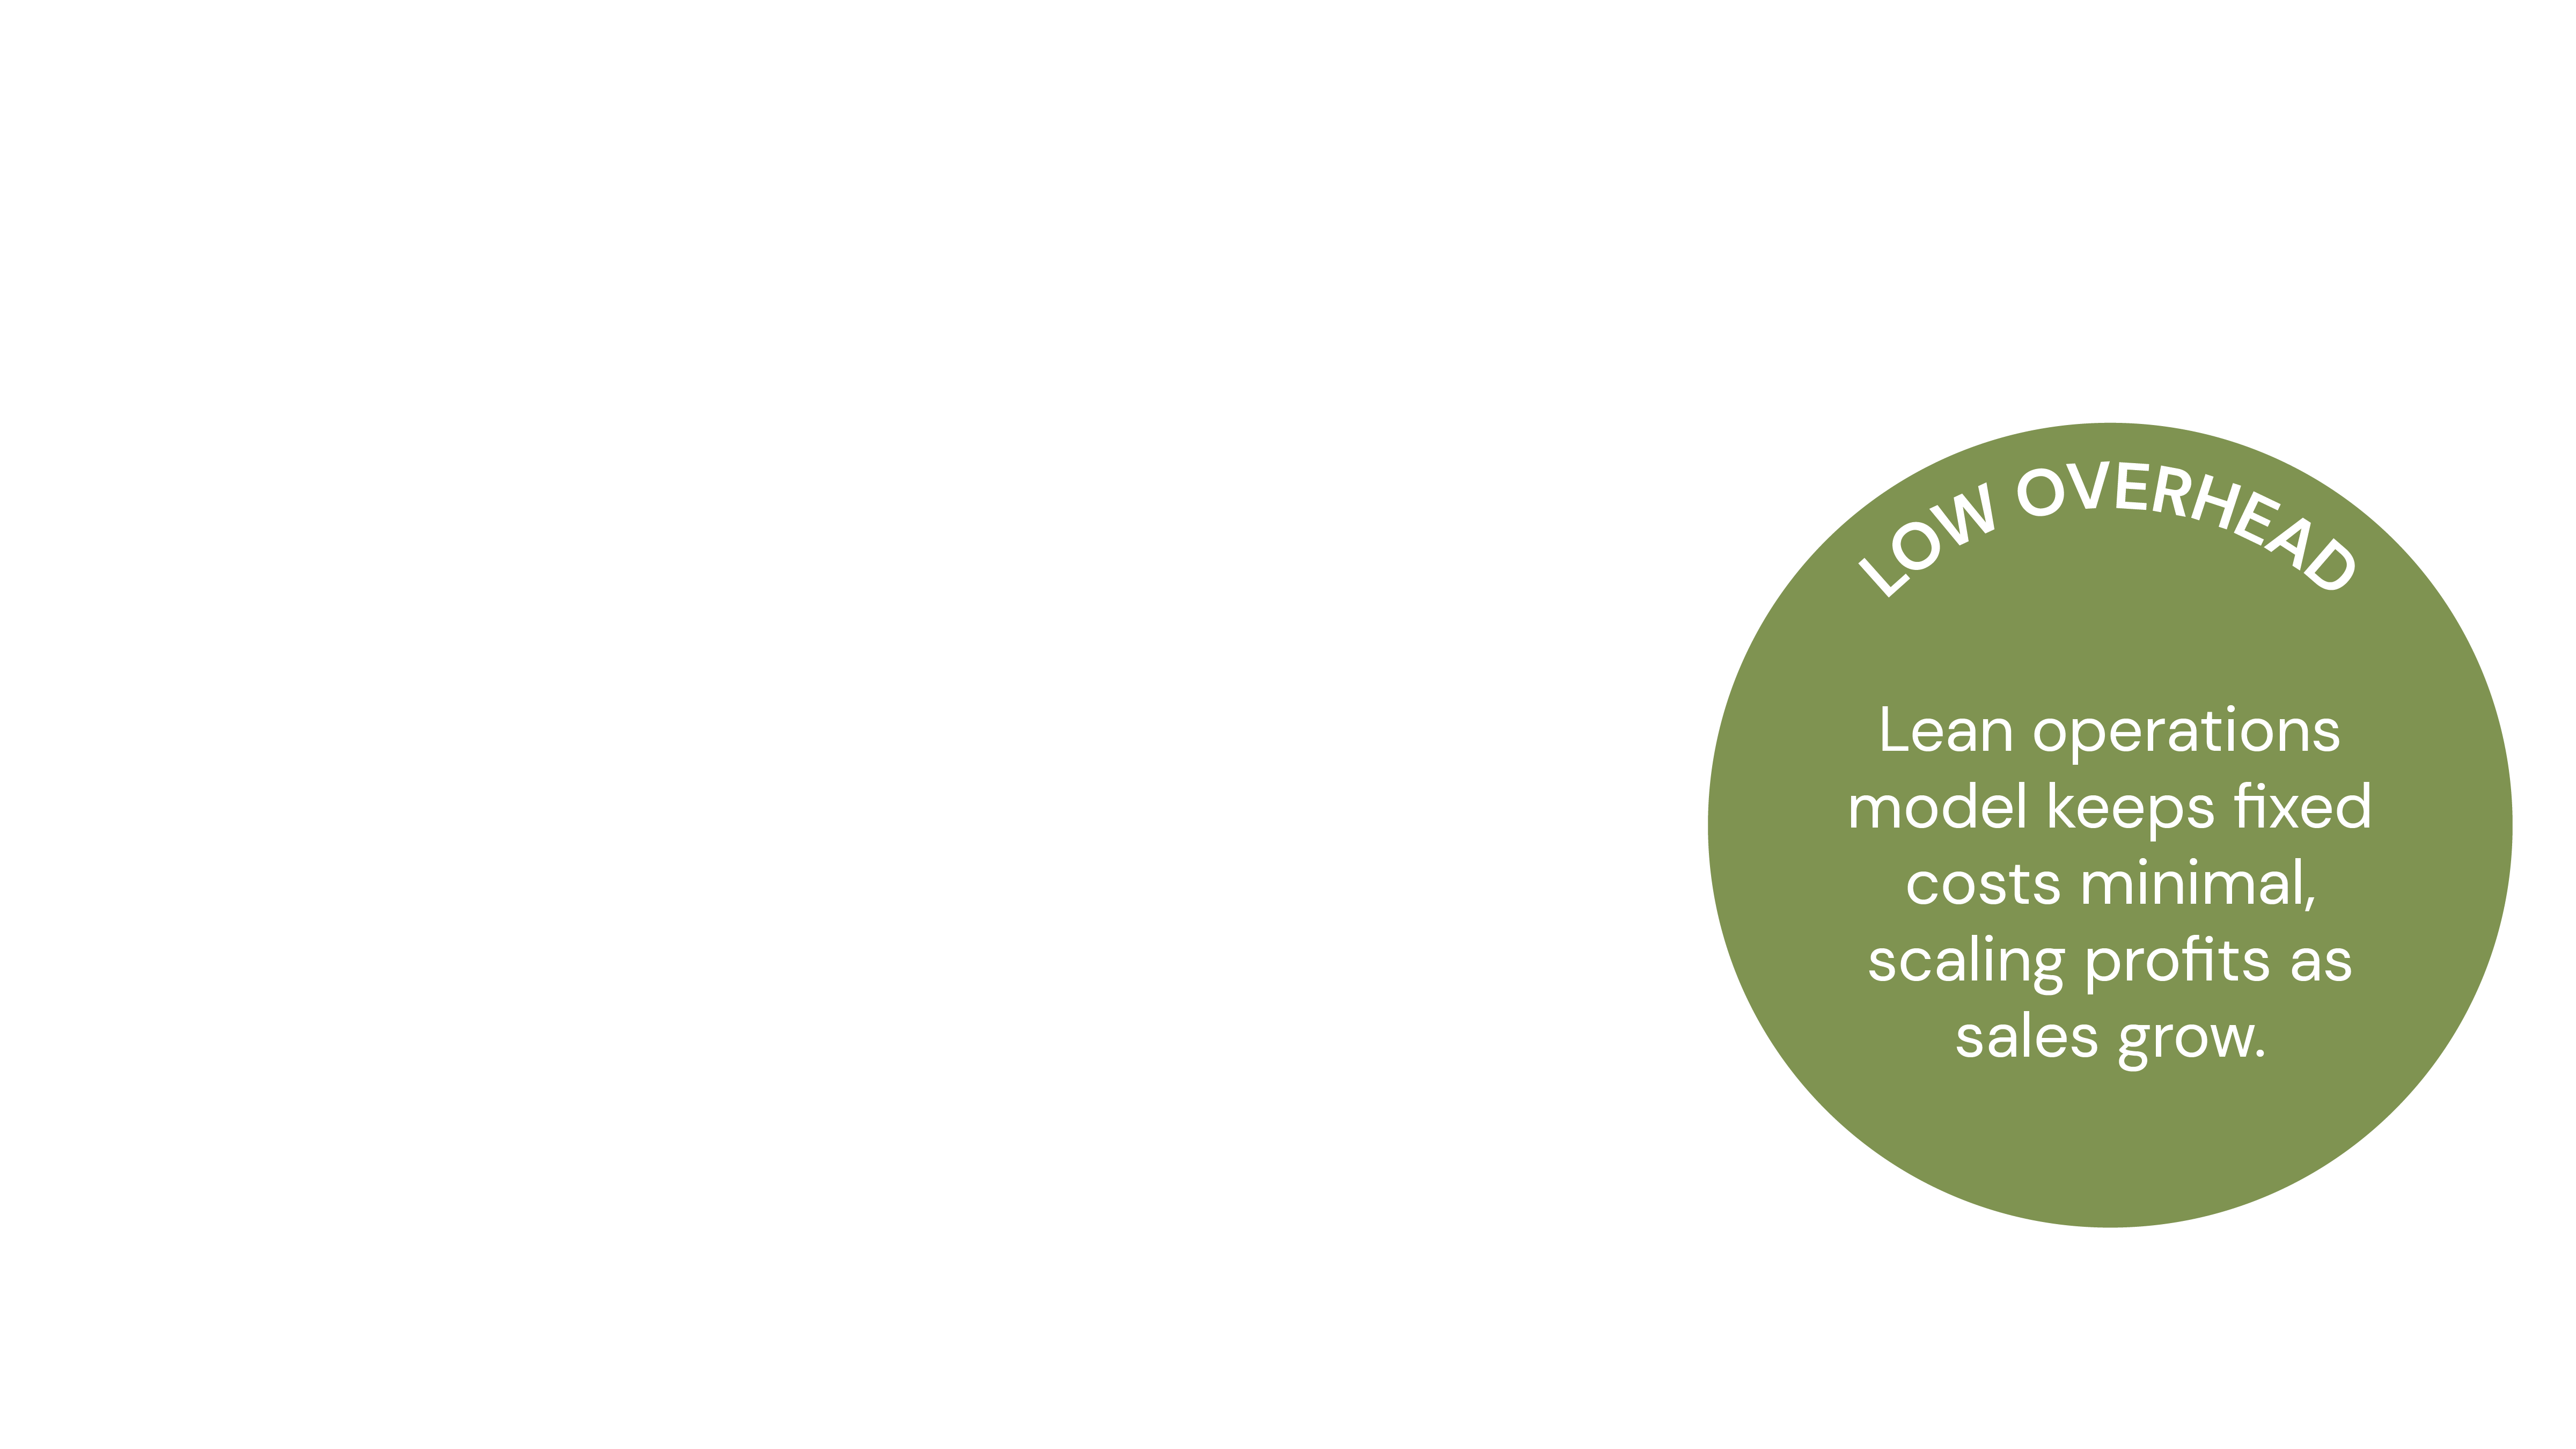 LOW OVERHEAD
Lean operations
model keeps fixed
costs minimal,
scaling profits as
sales grow.